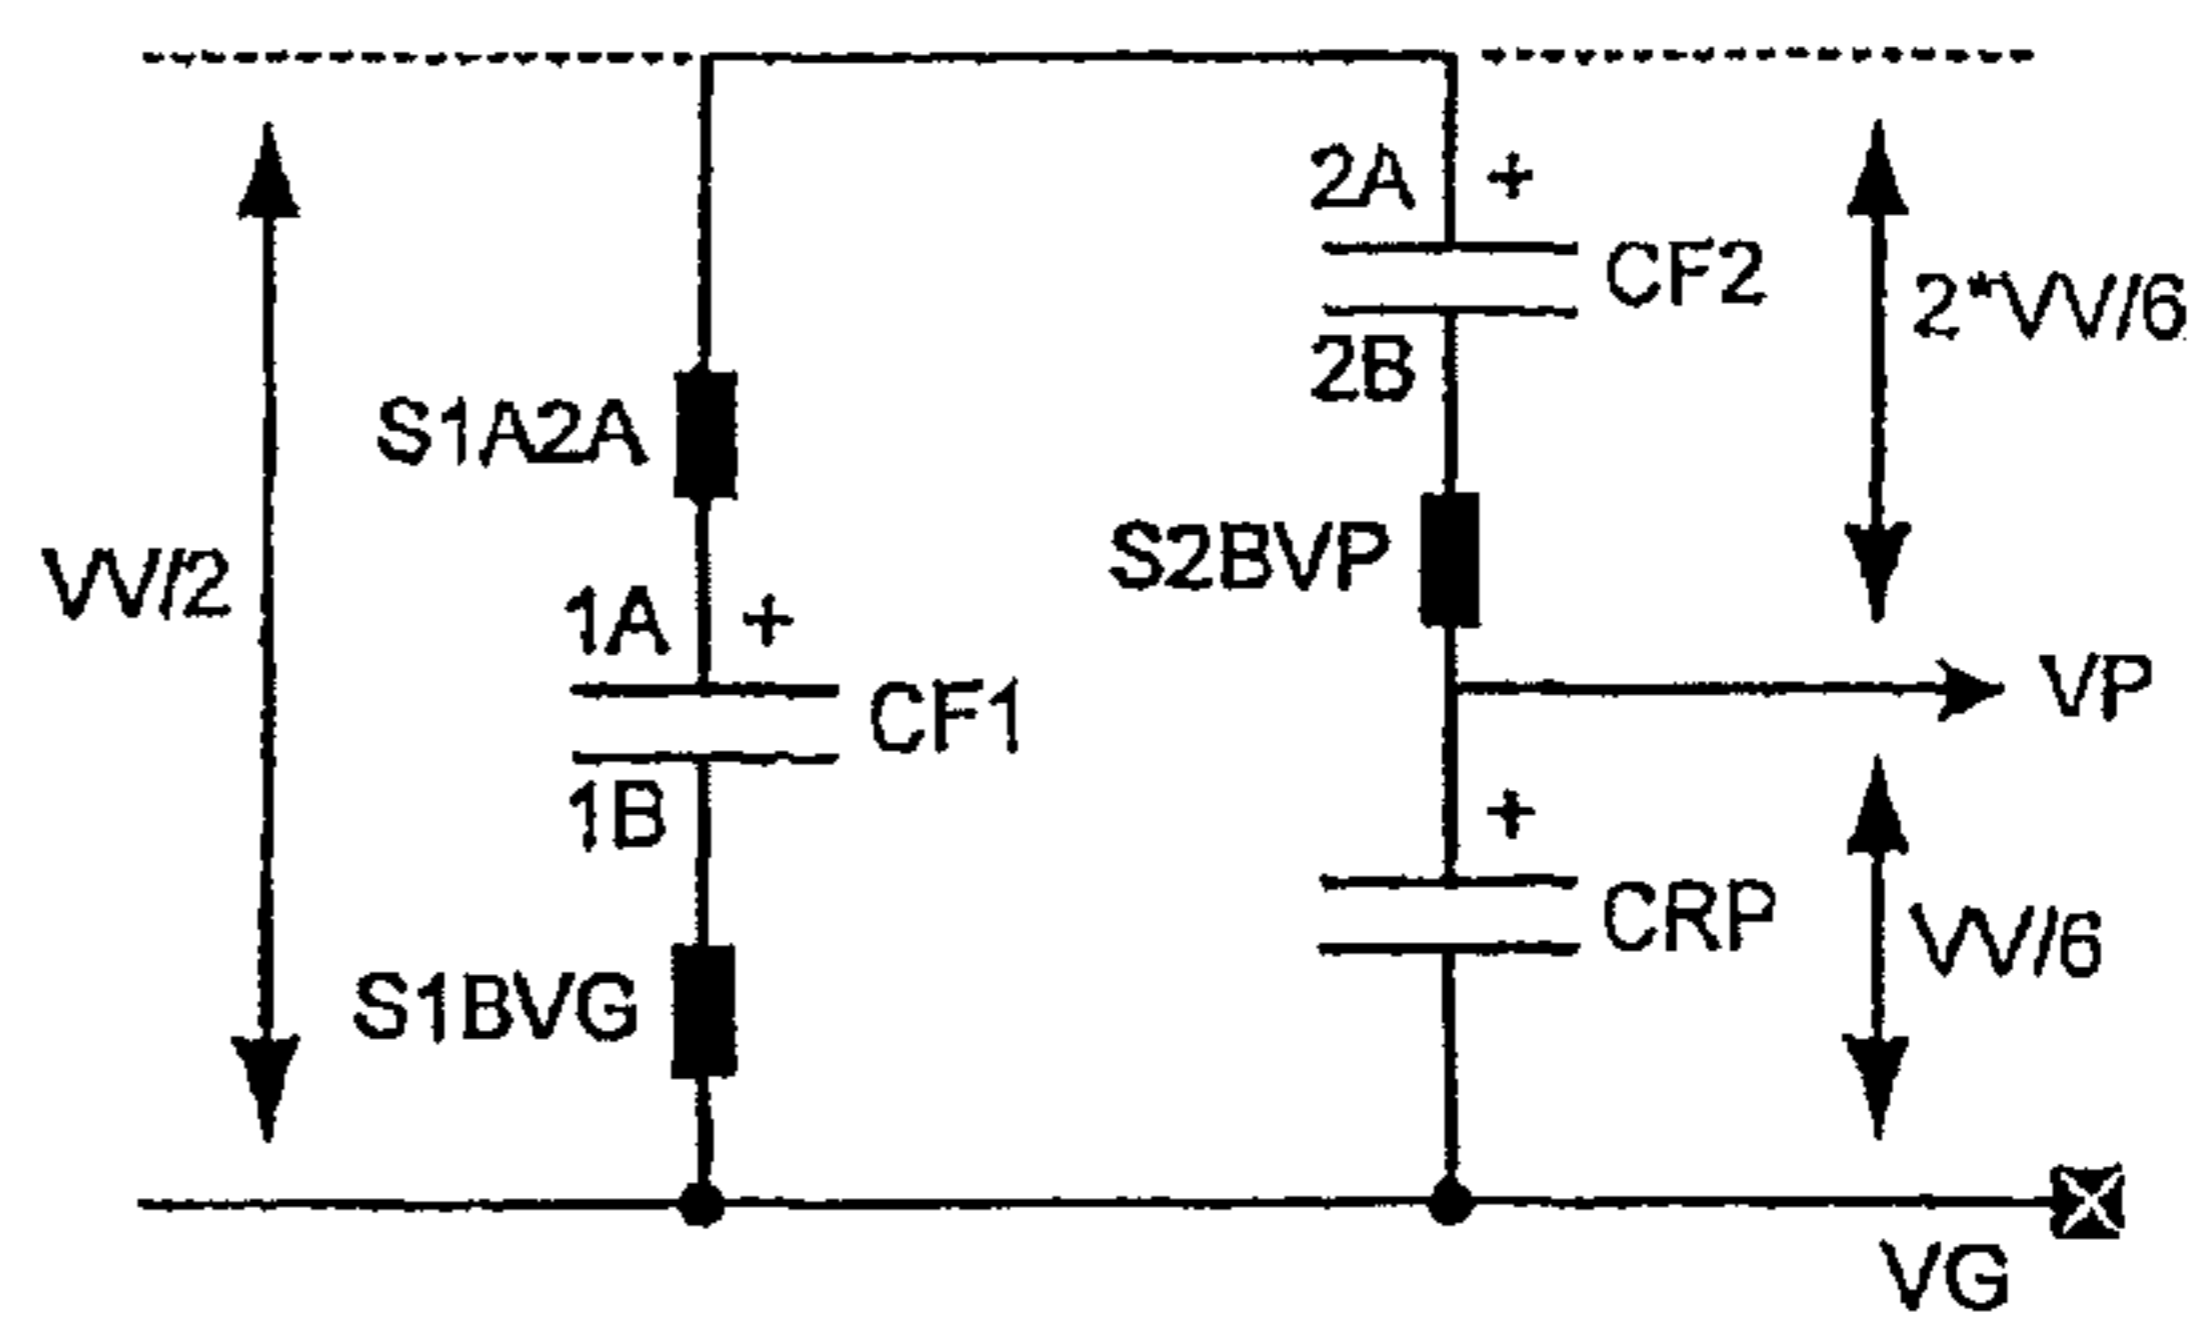 2A +
CF2
2*VV/6
2B
S1A2A
S2BVP
VV/2
1A +
VP
CF1
1B
+
CRP
VV/6
S1BVG
VG